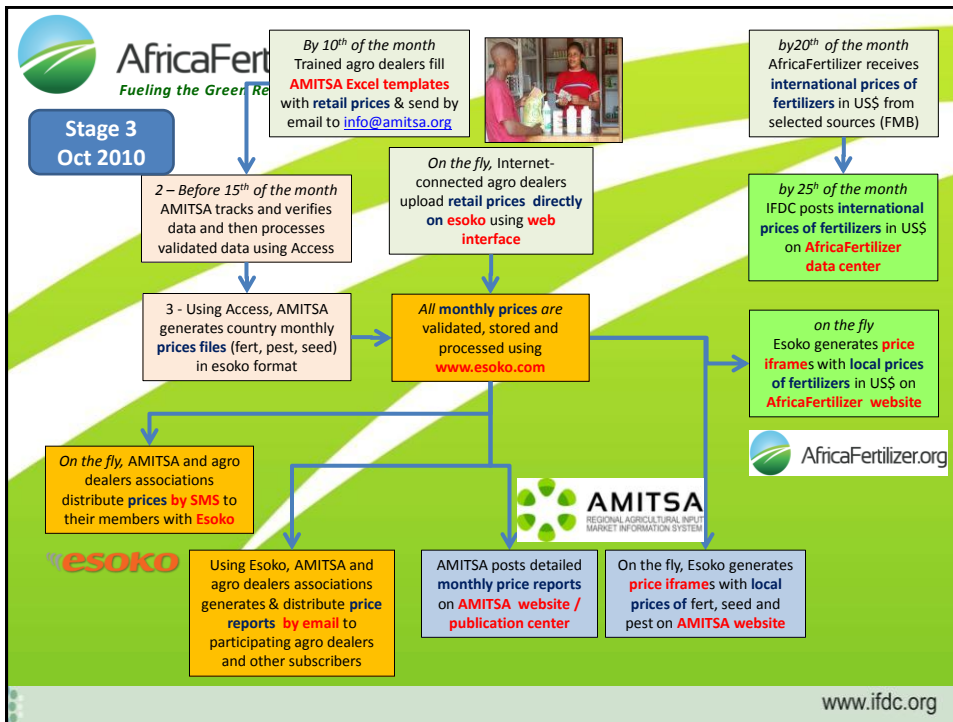 AfricaFert
Fueling the Green Re
Stage 3
Oct 2010
By 10th of the month
Trained agro dealers fill
AMITSA Excel templates
with retail prices & send by
email to info@amitsa.org
by20th of the month
AfricaFertilizer receives
international prices of
fertilizers in US$ from
selected sources (FMB)
2 – Before 15th of the month
AMITSA tracks and verifies
data and then processes
validated data using Access
On the fly, Internet-
connected agro dealers
upload retail prices directly
on esoko using web
interface
by 25h of the month
IFDC posts international
prices of fertilizers in US$
on AfricaFertilizer
data center
3 - Using Access, AMITSA
generates country monthly
prices files (fert, pest, seed)
in esoko format
All monthly prices are
validated, stored and
processed using
www.esoko.com
on the fly
Esoko generates price
iframes with local prices
of fertilizers in US$ on
AfricaFertilizer website
AfricaFertilizer.org
On the fly, AMITSA and agro
dealers associations
distribute prices by SMS to
their members with Esoko
esoko
AMITSA
REGIONAL AGRICULTURAL INPUT
MARKET INFORMATION SYSTEM
Using Esoko, AMITSA and
agro dealers associations
generates & distribute price
reports by email to
participating agro dealers
and other subscribers
AMITSA posts detailed
monthly price reports
on AMITSA website /
publication center
On the fly, Esoko generates
price iframes with local
prices of fert, seed and
pest on AMITSA website
www.ifdc.org